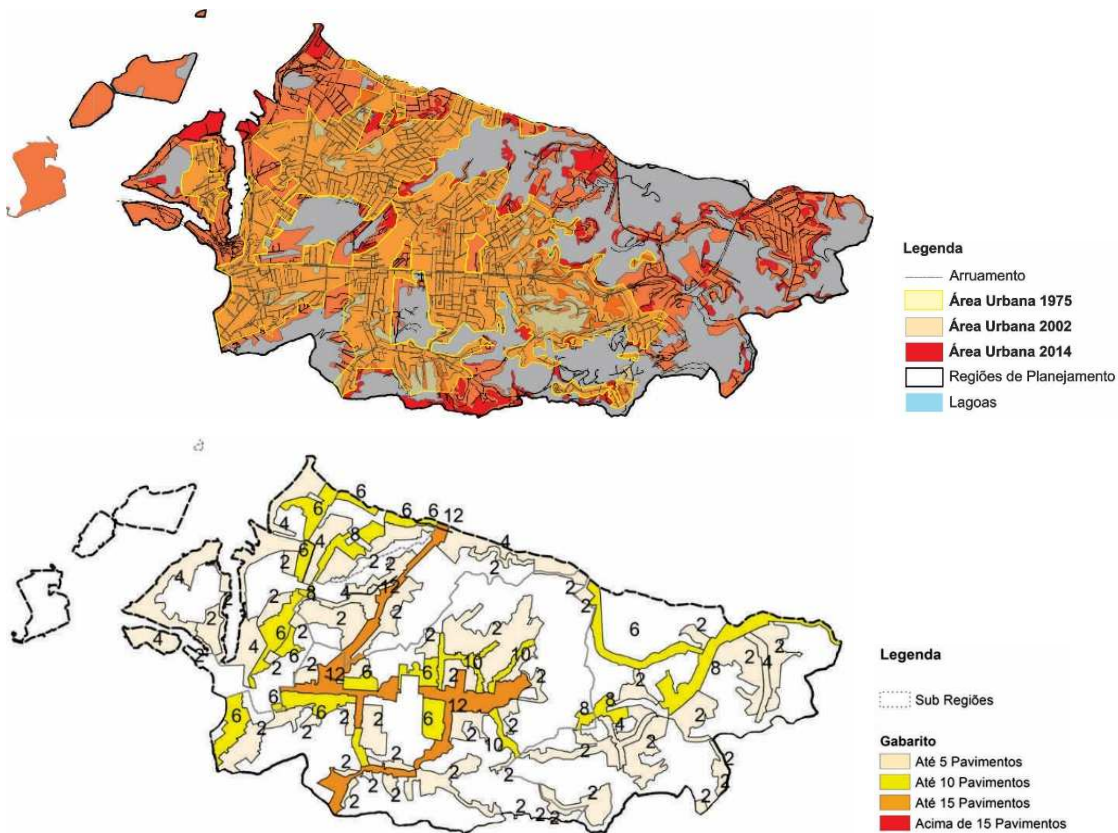 Legenda
Arruamento
Área Urbana 1975
Área Urbana 2002
Área Urbana 2014
Regiões de Planejamento
Lagoas
6
6 6 12
4 6 8 4
6 4 2 2 2
4 2 8 4 12 2 2
2 2 2 2 6 2 2
4 4 6 6 2 2 10 10 2 4
2 2 12 6 6 2 8
6 6 2 12 2 8 8 4 2
2 2 2 6 2 10 2 2
2 2 2 2 2 2
2 2 2 2 2 2 2
Legenda
Sub Regiões
Gabarito
Até 5 Pavimentos
Até 10 Pavimentos
Até 15 Pavimentos
Acima de 15 Pavimentos